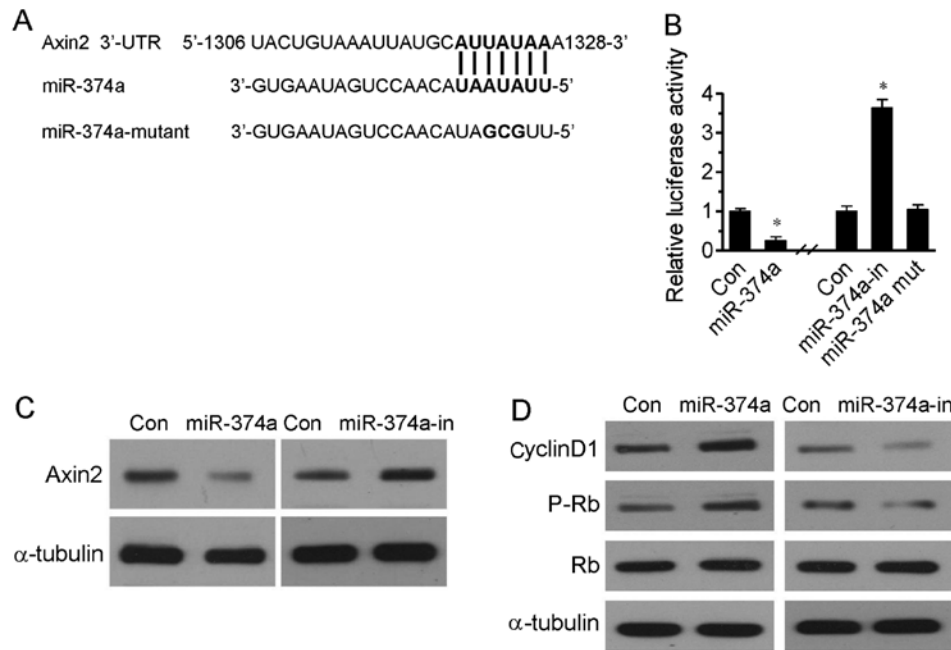 A
Axin2 3’-UTR 5’-1306 UACUGUAAAUUAUGCAUUAUAAA1328-3’
miR-374a 3’-GUGAAUAGUCCAACAUAAUAUU-5’
miR-374a-mutant 3’-GUGAAUAGUCCAACAUAGCGUU-5’
B
Relative luciferase activity
4
3
2
1
0
*
*
Con
miR-374a
Con
miR-374a-in
miR-374a mut
C
Con miR-374a Con miR-374a-in
Axin2
α-tubulin
D
Con miR-374a Con miR-374a-in
CyclinD1
P-Rb
Rb
α-tubulin